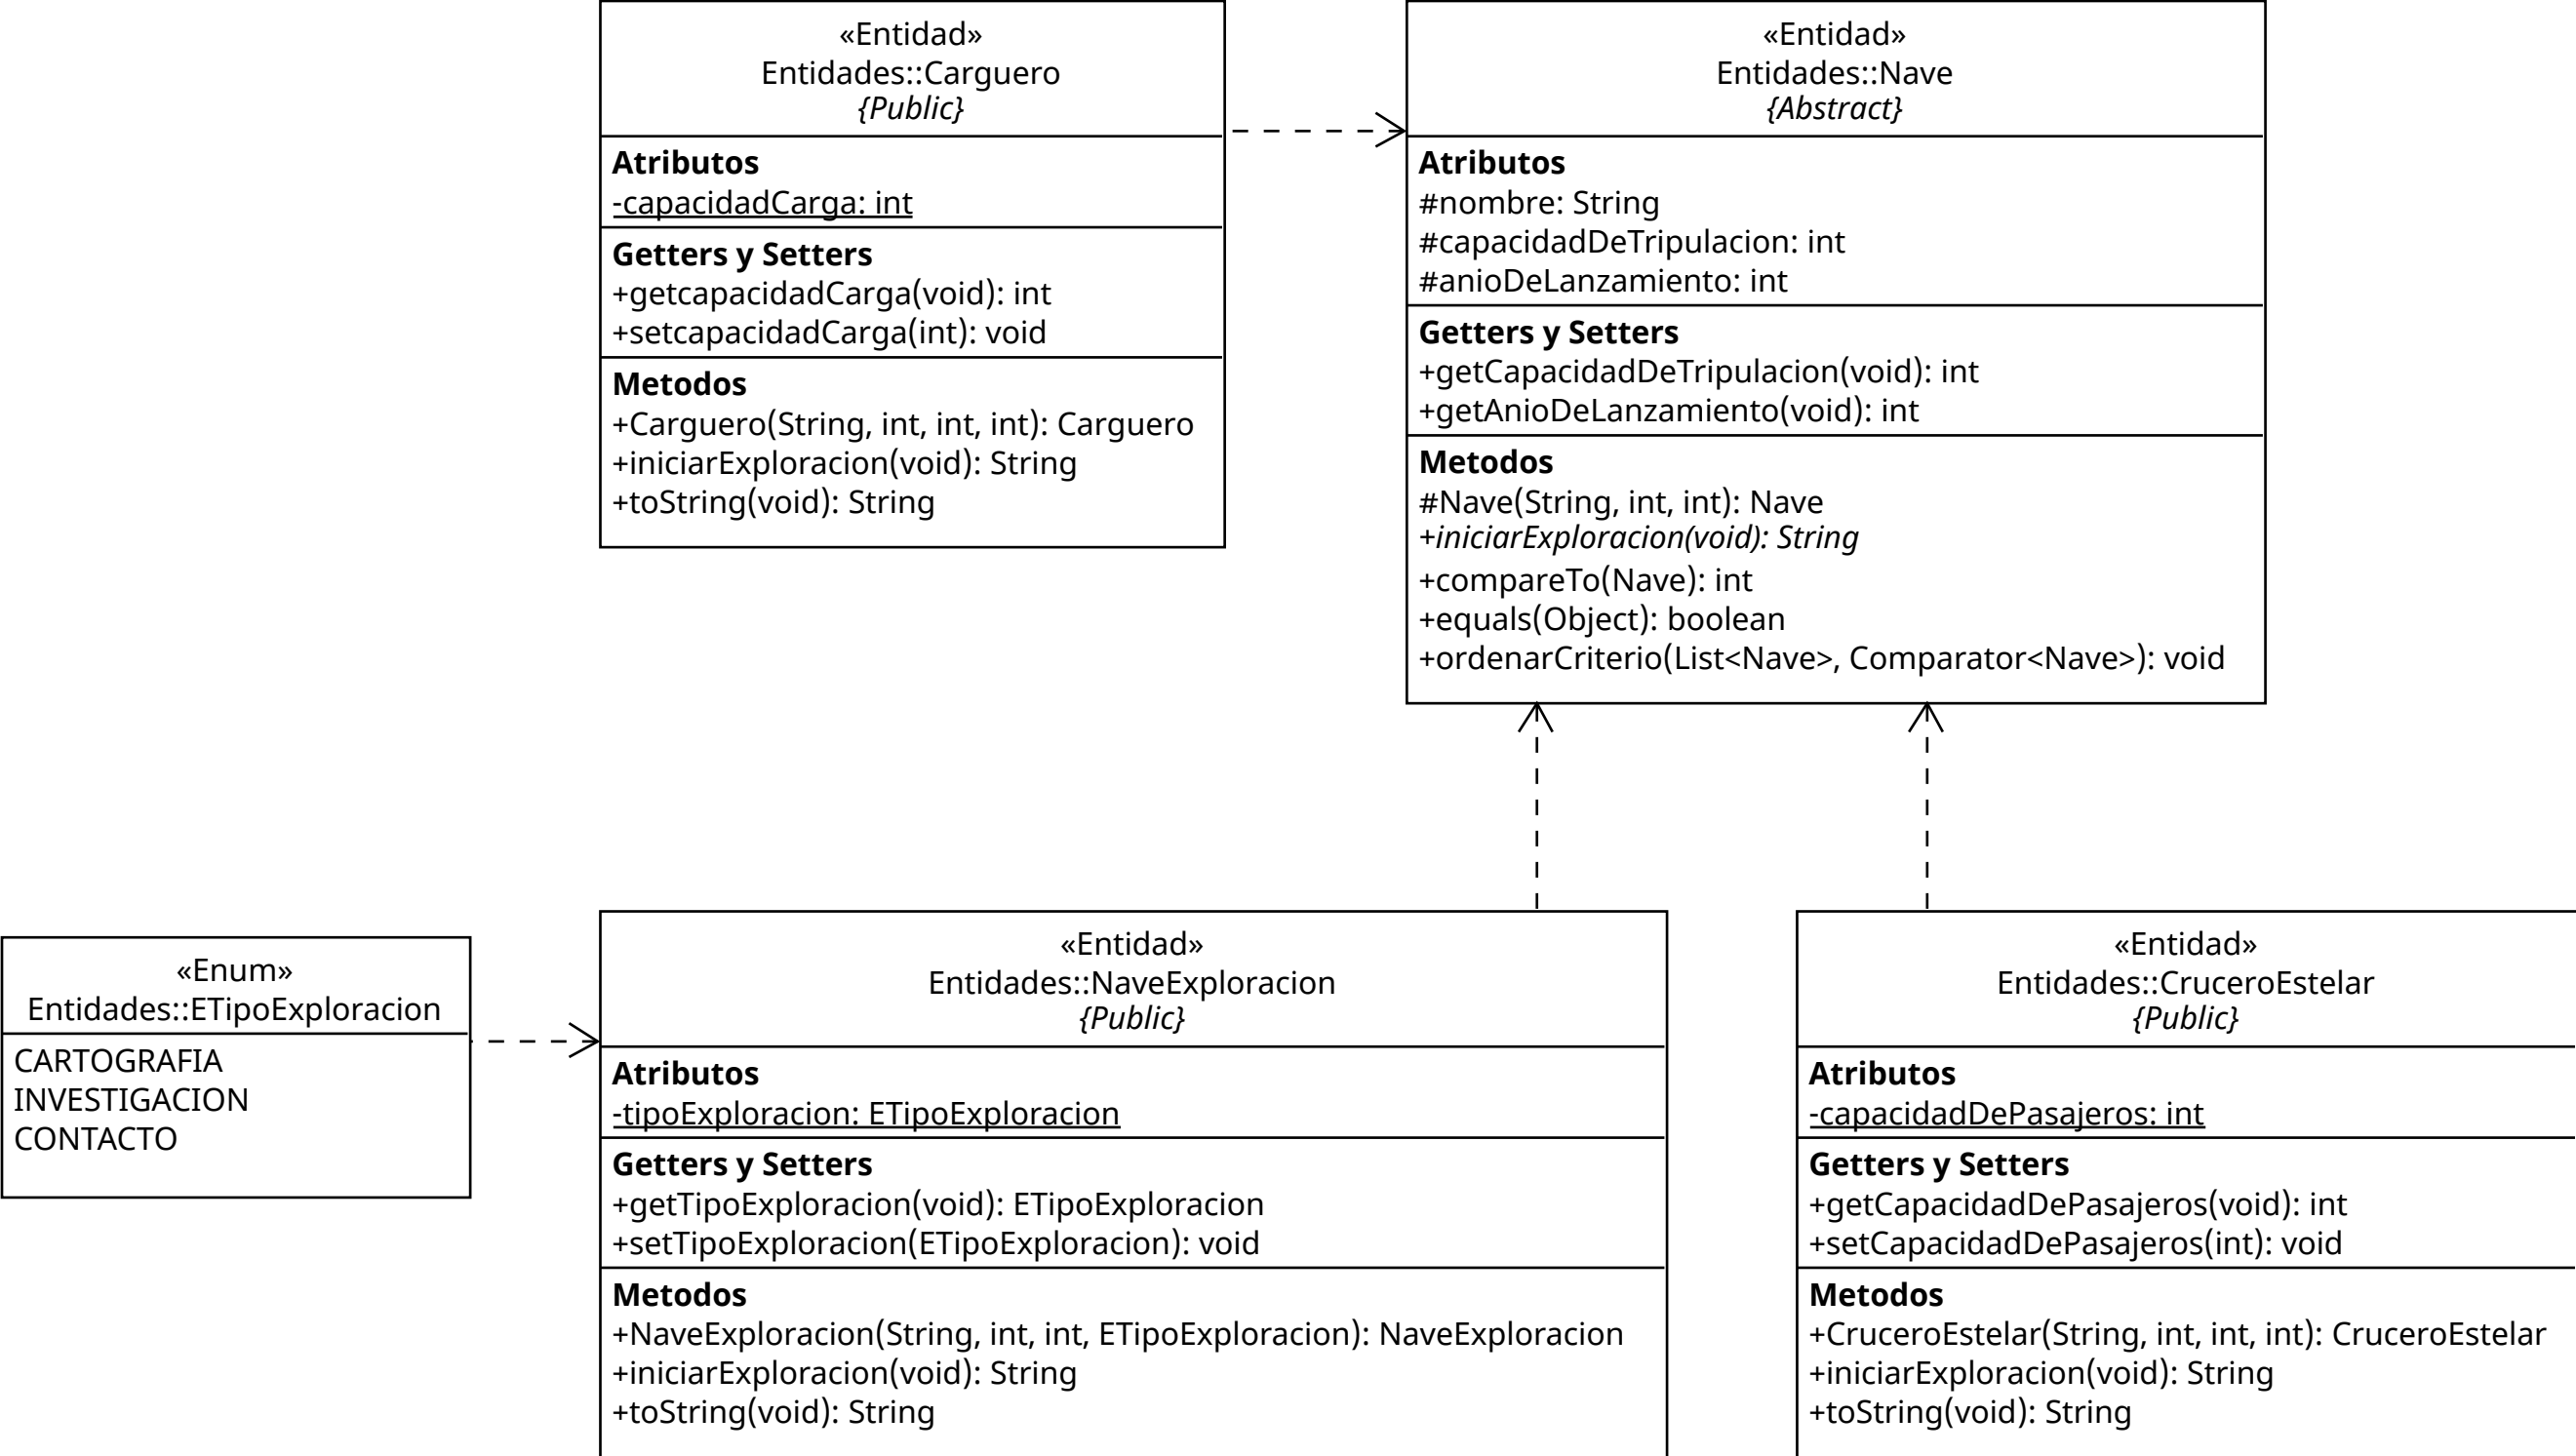 «Entidad»
Entidades::Carguero
{Public}
Atributos
-capacidadCarga: int
Getters y Setters
+getcapacidadCarga(void): int
+setcapacidadCarga(int): void
Metodos
+Carguero(String, int, int, int): Carguero
+iniciarExploracion(void): String
+toString(void): String
«Entidad»
Entidades::Nave
{Abstract}
Atributos
#nombre: String
#capacidadDeTripulacion: int
#anioDeLanzamiento: int
Getters y Setters
+getCapacidadDeTripulacion(void): int
+getAnioDeLanzamiento(void): int
Metodos
#Nave(String, int, int): Nave
+iniciarExploracion(void): String
+compareTo(Nave): int
+equals(Object): boolean
+ordenarCriterio(List<Nave>, Comparator<Nave>): void
«Enum»
Entidades::ETipoExploracion
CARTOGRAFIA
INVESTIGACION
CONTACTO
«Entidad»
Entidades::NaveExploracion
{Public}
Atributos
-tipoExploracion: ETipoExploracion
Getters y Setters
+getTipoExploracion(void): ETipoExploracion
+setTipoExploracion(ETipoExploracion): void
Metodos
+NaveExploracion(String, int, int, ETipoExploracion): NaveExploracion
+iniciarExploracion(void): String
+toString(void): String
«Entidad»
Entidades::CruceroEstelar
{Public}
Atributos
-capacidadDePasajeros: int
Getters y Setters
+getCapacidadDePasajeros(void): int
+setCapacidadDePasajeros(int): void
Metodos
+CruceroEstelar(String, int, int, int): CruceroEstelar
+iniciarExploracion(void): String
+toString(void): String